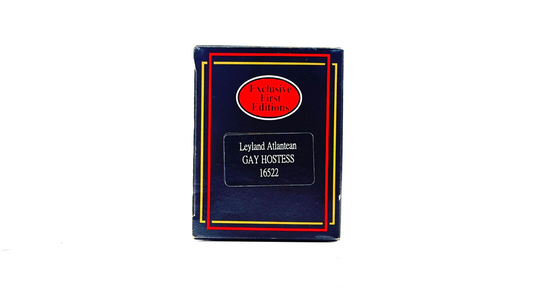 Exclusive
First
Editions
Leyland Atlantean
GAY HOSTESS
16522